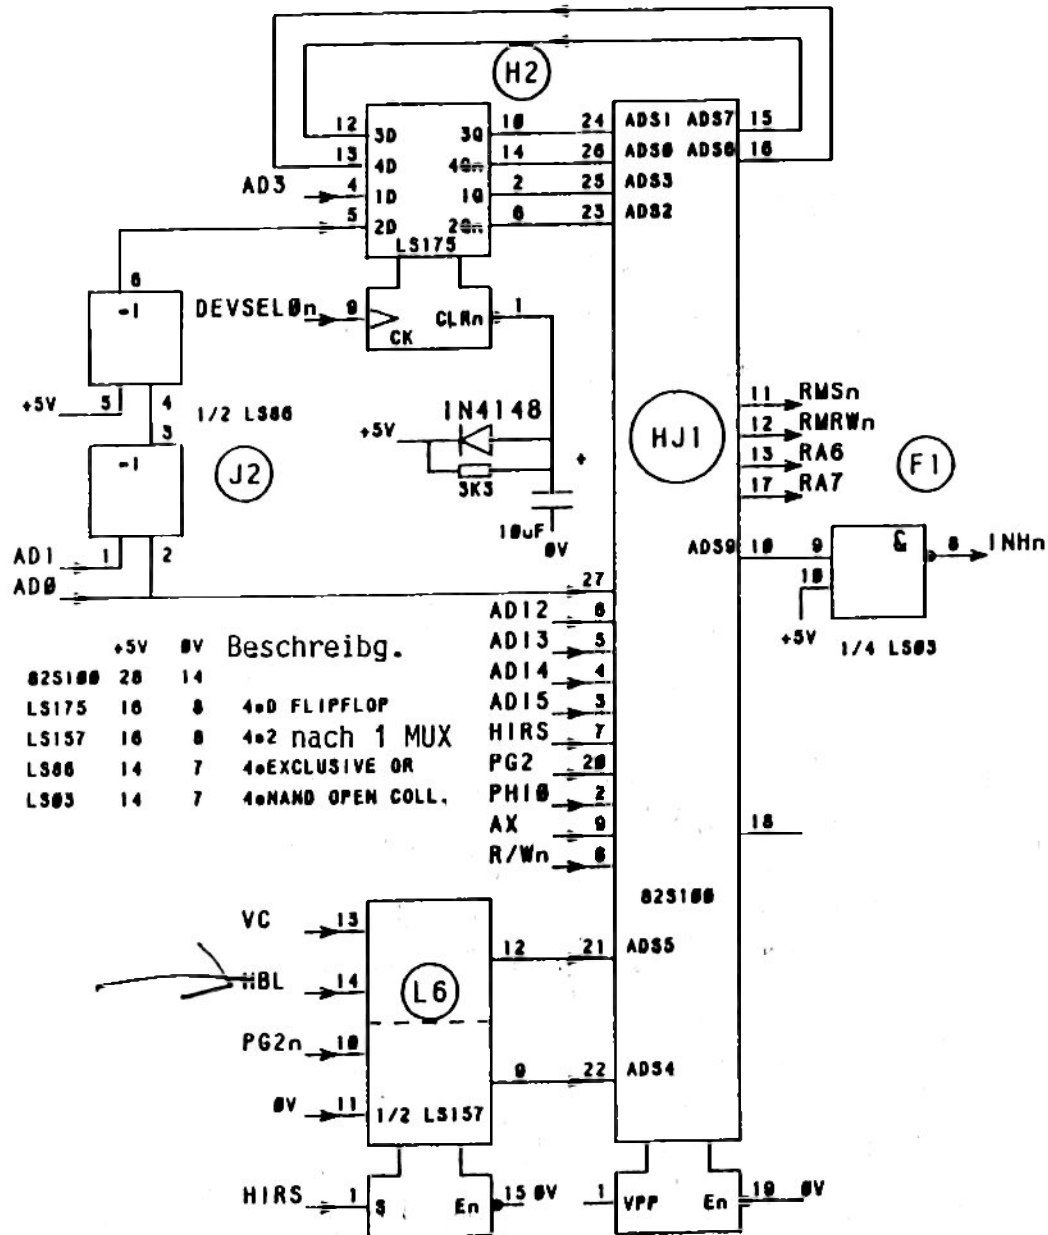 H2
12 3D 3Q 10 24 ADS1 ADS7 15
13 4D 4Qn 14 26 ADS0 ADS8 16
AD3 4 1D 1Q 2 25 ADS3
5 2D 2Qn 6 23 ADS2
LS175
6
-1
DEVSEL0n 9 CK CLRn 1
+5V 5 4
1/2 LS86
3
-1
J2
+5V
1N4148
3K3
+
10uF
0V
HJ1
11 RMSn
12 RMRWn
13 RA6
17 RA7
F1
AD1 1 2
AD0 27
ADS9 10 9 & 8 INHn
10
+5V
1/4 LS03
AD12 6
AD13 5
AD14 4
AD15 3
HIRS 7
PG2 20
PHI0 2
AX 9
R/Wn 8
18
+5V 0V Beschreibg.
82S100 28 14
LS175 16 8 4*D FLIPFLOP
LS157 16 8 4*2 nach 1 MUX
LS86 14 7 4*EXCLUSIVE OR
LS03 14 7 4*NAND OPEN COLL.
82S100
VC 13 12 21 ADS5
HBL 14
L6
PG2n 10 9 22 ADS4
0V 11 1/2 LS157
HIRS 1 S En 15 0V
1 VPP En 19 0V